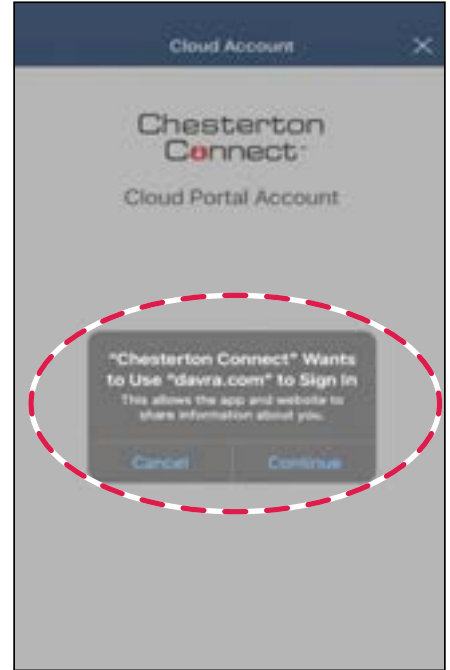 Cloud Account
Chesterton
Connect
Cloud Portal Account
"Chesterton Connect" Wants
to Use "davra.com" to Sign In
This allows the app and website to
share information about you.
Cancel
Continue